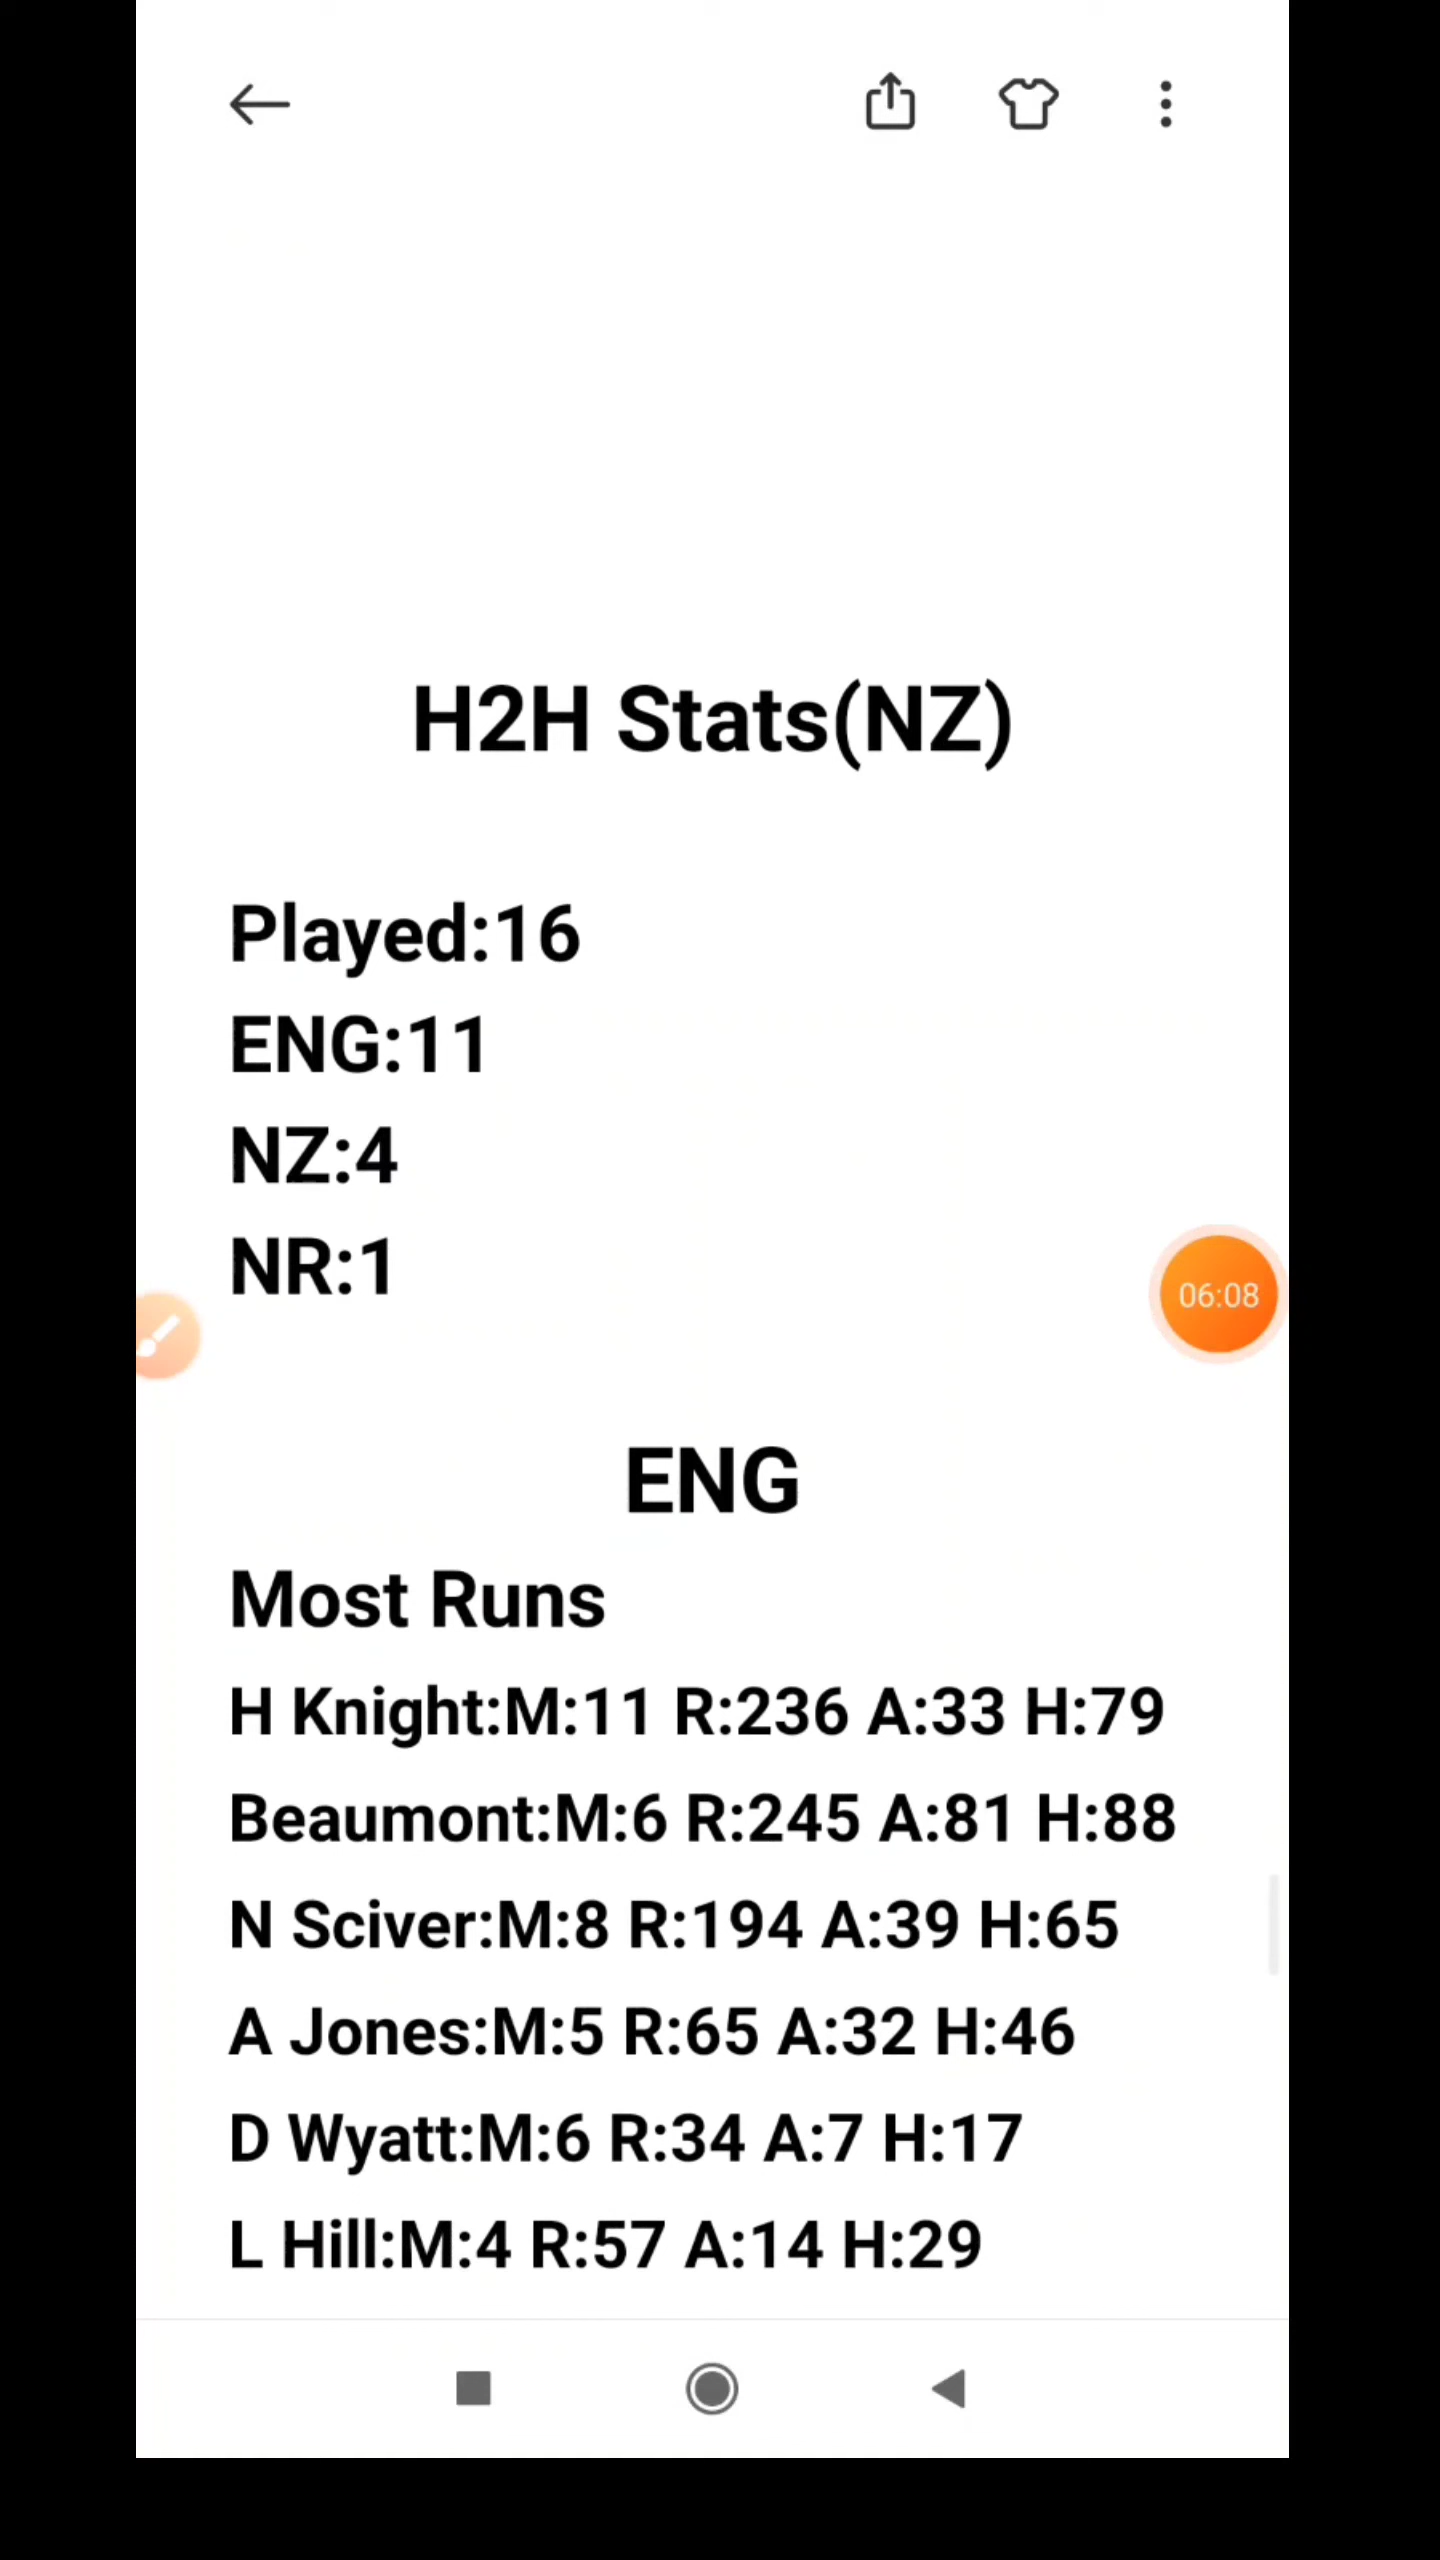 H2H Stats(NZ)
Played:16
ENG:11
NZ:4
NR:1
06:08
ENG
Most Runs
H Knight:M:11 R:236 A:33 H:79
Beaumont:M:6 R:245 A:81 H:88
N Sciver:M:8 R:194 A:39 H:65
A Jones:M:5 R:65 A:32 H:46
D Wyatt:M:6 R:34 A:7 H:17
L Hill:M:4 R:57 A:14 H:29